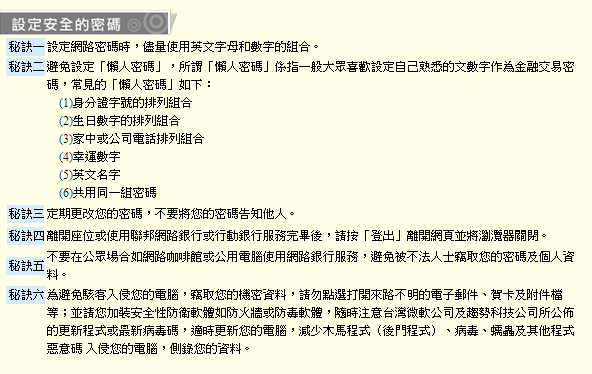 設定安全的密碼
秘訣一 設定網路密碼時，儘量使用英文字母和數字的組合。
秘訣二 避免設定「懶人密碼」，所謂「懶人密碼」係指一般大眾喜歡設定自己熟悉的文數字作為金融交易密
碼，常見的「懶人密碼」如下：
(1)身分證字號的排列組合
(2)生日數字的排列組合
(3)家中或公司電話排列組合
(4)幸運數字
(5)英文名字
(6)共用同一組密碼
秘訣三 定期更改您的密碼，不要將您的密碼告知他人。
秘訣四 離開座位或使用聯邦網路銀行或行動銀行服務完畢後，請按「登出」離開網頁並將瀏覽器關閉。
秘訣五 不要在公眾場合如網路咖啡館或公用電腦使用網路銀行服務，避免被不法人士竊取您的密碼及個人資
料。
秘訣六 為避免駭客入侵您的電腦，竊取您的機密資料，請勿點選打開來路不明的電子郵件、賀卡及附件檔
等；並請您加裝安全性防衛軟體如防火牆或防毒軟體，隨時注意台灣微軟公司及趨勢科技公司所公佈
的更新程式或最新病毒碼，適時更新您的電腦，減少木馬程式（後門程式）、病毒、蠕蟲及其他程式
惡意碼 入侵您的電腦，側錄您的資料。